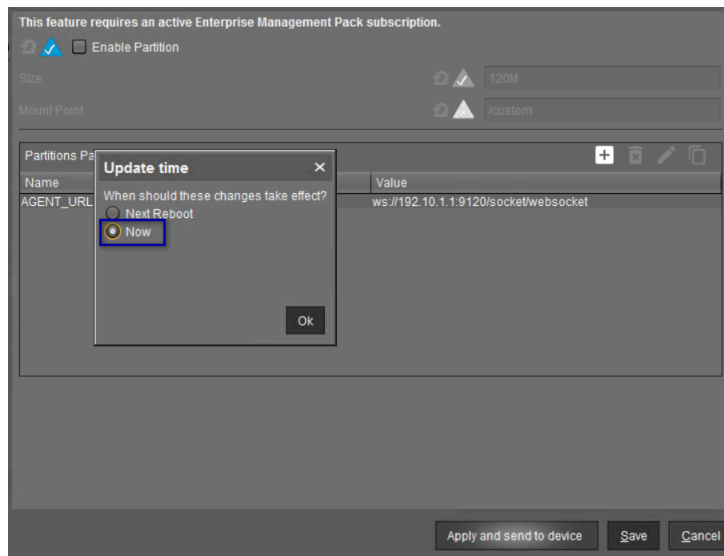 This feature requires an active Enterprise Management Pack subscription.
Enable Partition
Size 120M
Mount Point /custom
Partitions Pa
Name Value
AGENT_URL ws://192.10.1.1:9120/socket/websocket
Update time
When should these changes take effect?
Next Reboot
Now
Ok
Apply and send to device Save Cancel